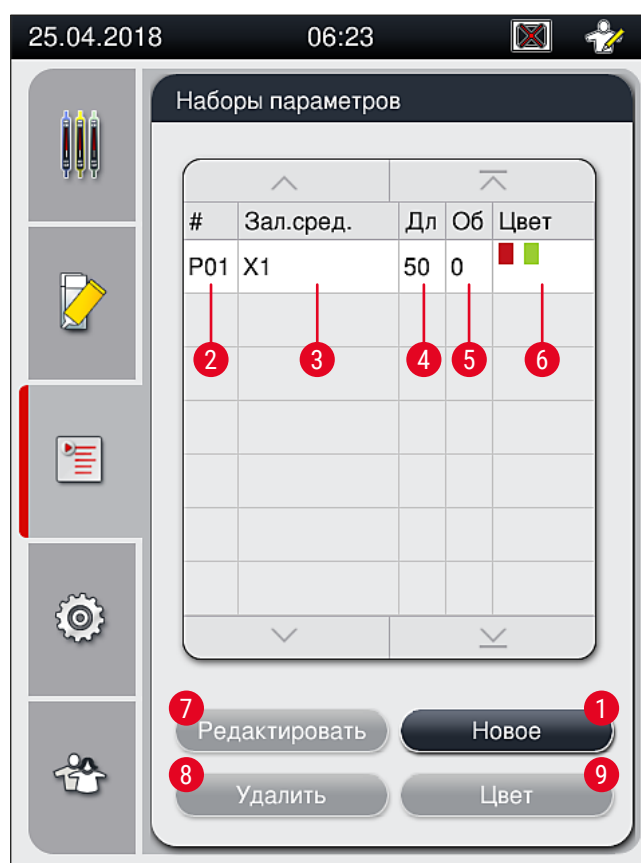 25.04.2018 06:23
Наборы параметров
# Зал.сред. Дл Об Цвет
P01 X1 50 0
2 3 4 5 6
7 1
Редактировать Новое
8 9
Удалить Цвет